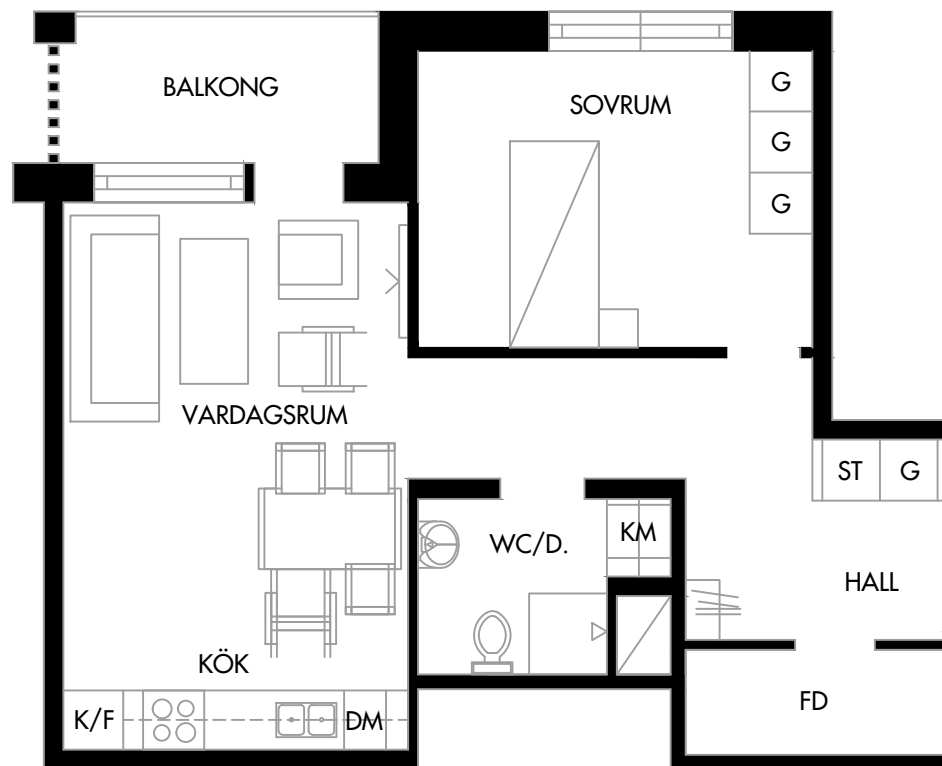 BALKONG
SOVRUM
G
G
G
VARDAGSRUM
ST G
WC/D.
KM
HALL
KÖK
K/F
DM
FD